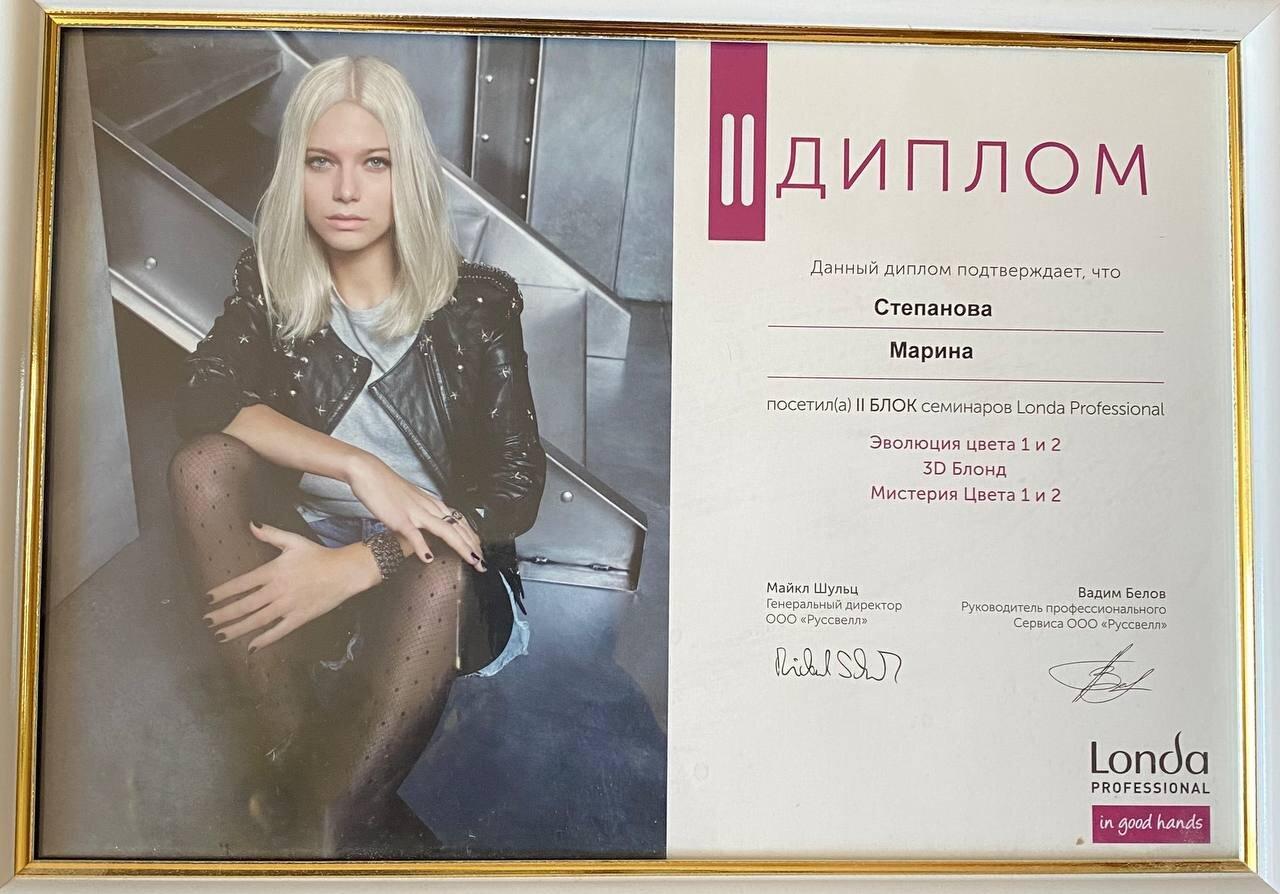 II ДИПЛОМ
Данный диплом подтверждает, что
Степанова
Марина
посетил(а) II БЛОК семинаров Londa Professional
Эволюция цвета 1 и 2
3D Блонд
Мистерия Цвета 1 и 2
Майкл Шульц
Генеральный директор
ООО «Руссвелл»
Вадим Белов
Руководитель профессионального
Сервиса ООО «Руссвелл»
Londa
PROFESSIONAL
in good hands